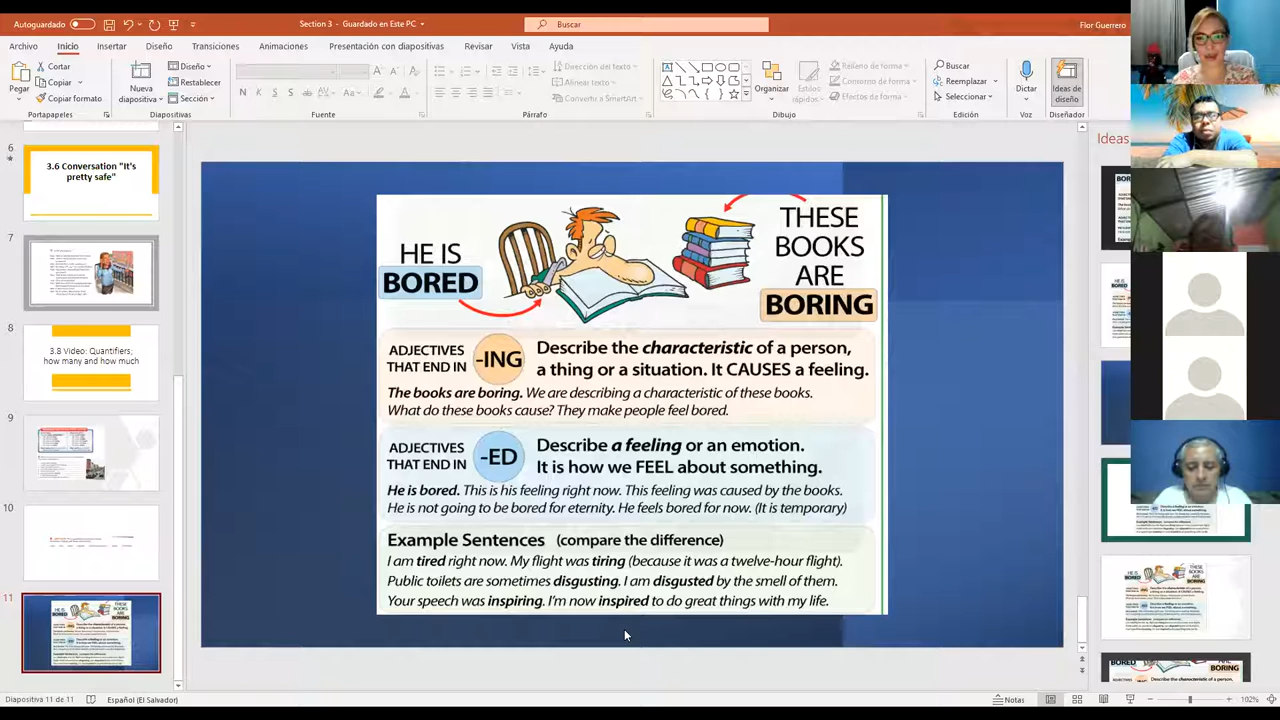 Autoguardado
Section 3 - Guardado en Este PC
Buscar
Flor Guerrero
Archivo Inicio Insertar Diseño Transiciones Animaciones Presentación con diapositivas Revisar Vista Ayuda
Pegar
Cortar
Copiar
Copiar formato
Portapapeles
Nueva
diapositiva
Diseño
Restablecer
Sección
Diapositivas
N K S S
Aa
Fuente
Dirección del texto
Alinear texto
Converta a SmartArt
Párrafo
Organizar
Estilos
rápidos
Relleno de forma
Contorno de forma
Efectos de forma
Dibujo
Buscar
Reemplazar
Seleccionar
Edición
Dictar
Voz
Ideas de
diseño
Diseñador
6
3.6 Conversation "It's
pretty safe"
7
8
3.8 Video: Quantifiers;
how many and how much
9
10
11
HE IS
BORED
THESE
BOOKS
ARE
BORING
ADJECTIVES
THAT END IN
-ING
Describe the characteristic of a person,
a thing or a situation. It CAUSES a feeling.
The books are boring. We are describing a characteristic of these books.
What do these books cause? They make people feel bored.
ADJECTIVES
THAT END IN
-ED
Describe a feeling or an emotion.
It is how we FEEL about something.
He is bored. This is his feeling right now. This feeling was caused by the books.
He is not going to be bored for eternity. He feels bored for now. (It is temporary)
Example Sentences (compare the difference)
I am tired right now. My flight was tiring (because it was a twelve-hour flight).
Public toilets are sometimes disgusting. I am disgusted by the smell of them.
Your inspiring. I'm now inspired to do great things with my life.
Ideas
Diapositiva 11 de 11
Español (El Salvador)
Notas
102%